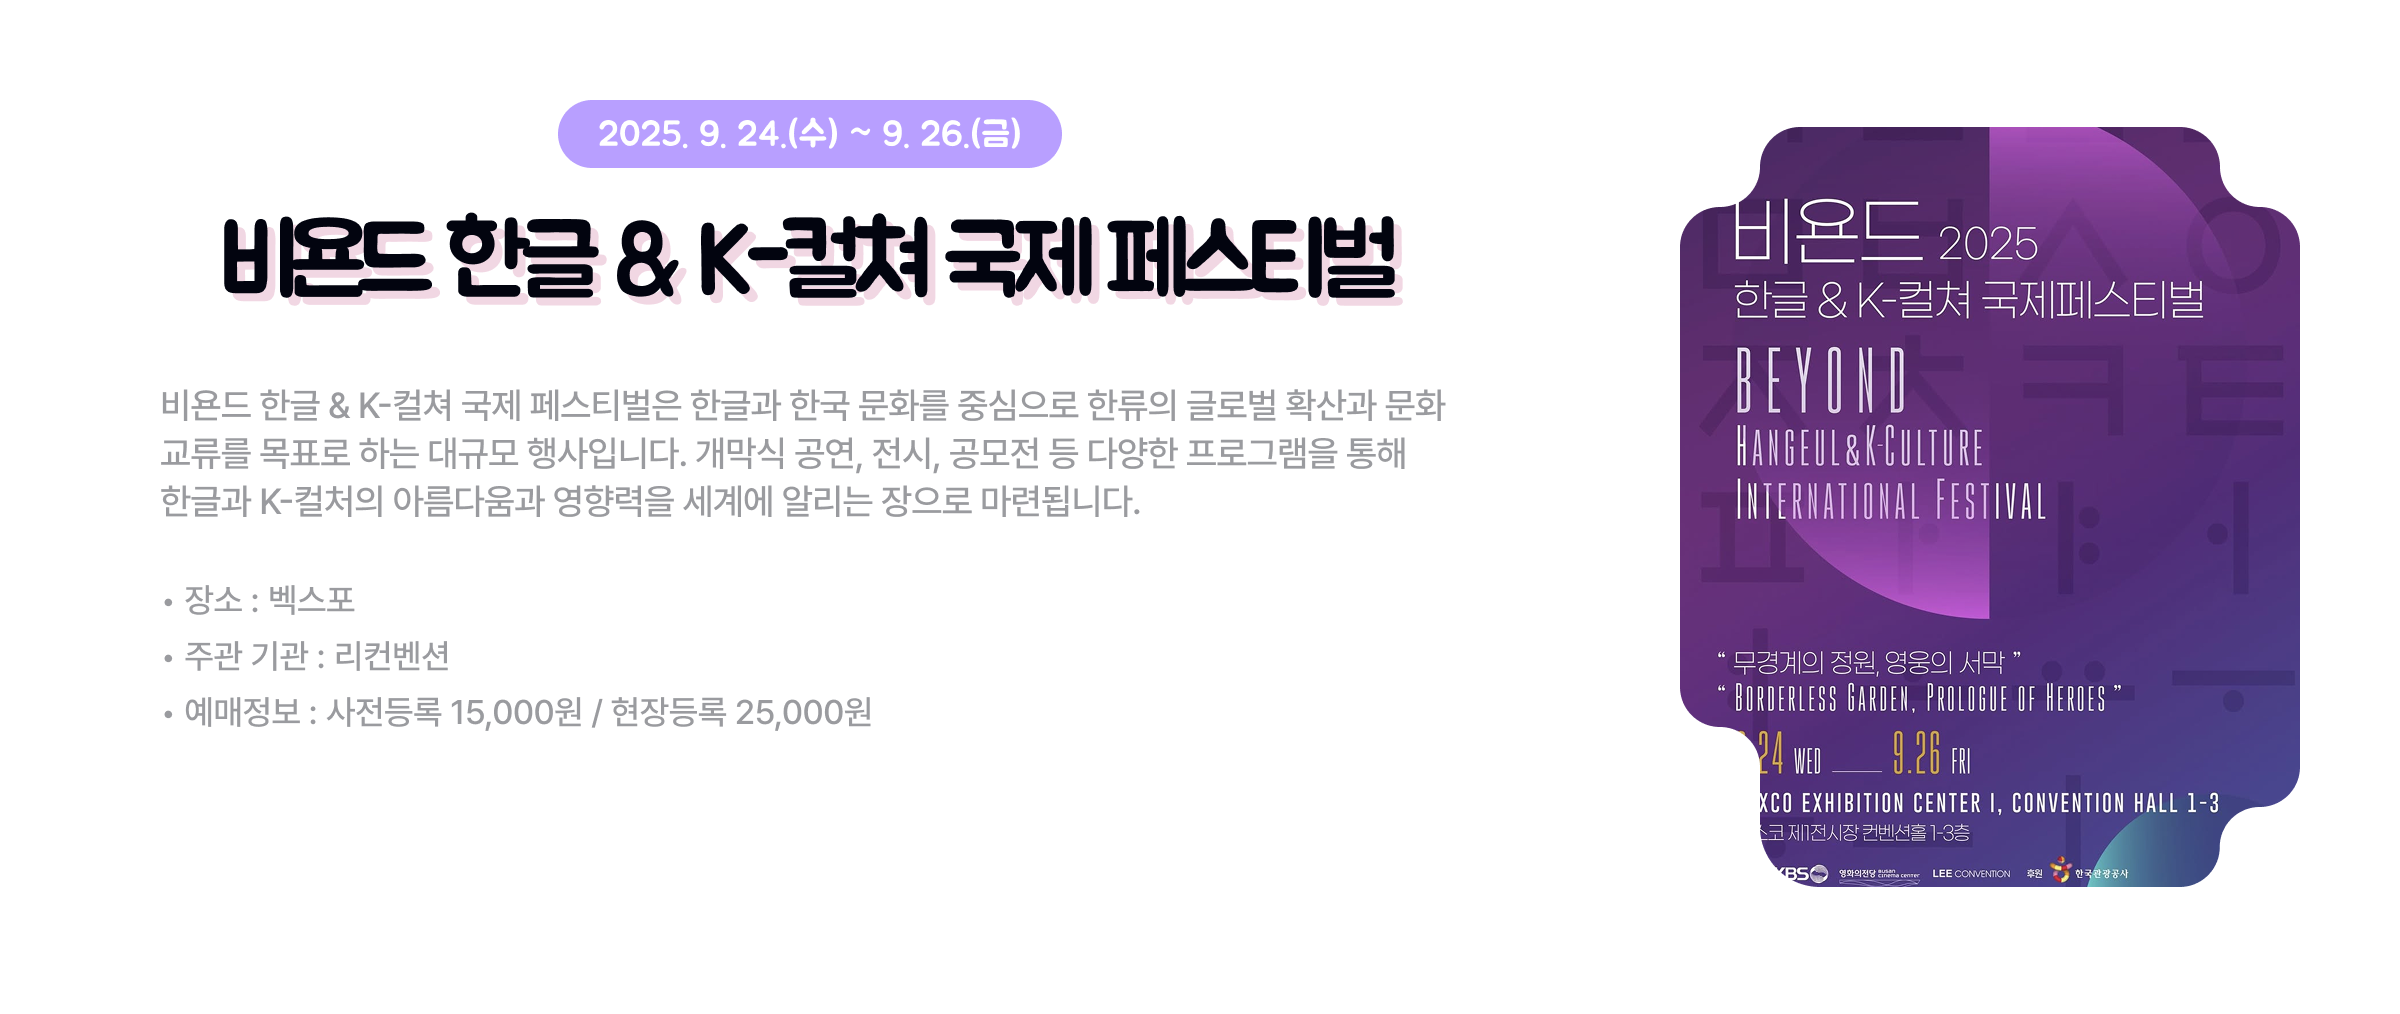 2025. 9. 24.(수) ~ 9. 26.(금)
비욘드 한글 & K-컬쳐 국제 페스티벌
비욘드 한글 & K-컬쳐 국제 페스티벌은 한글과 한국 문화를 중심으로 한류의 글로벌 확산과 문화
교류를 목표로 하는 대규모 행사입니다. 개막식 공연, 전시, 공모전 등 다양한 프로그램을 통해
한글과 K-컬처의 아름다움과 영향력을 세계에 알리는 장으로 마련됩니다.
• 장소 : 벡스포
• 주관 기관 : 리컨벤션
• 예매정보 : 사전등록 15,000원 / 현장등록 25,000원
비욘드 2025
한글 & K-컬쳐 국제페스티벌
BEYOND
HANGEUL&K-CULTURE
INTERNATIONAL FESTIVAL
“ 무경계의 정원, 영웅의 서막 ”
“ BORDERLESS GARDEN, PROLOGUE OF HEROES ”
24 WED 9.26 FRI
XCO EXHIBITION CENTER I, CONVENTION HALL 1-3
스코 제1전시장 컨벤션홀 1-3층
KBS 영화의전당 Busan cinema center LEE CONVENTION 후원 한국관광공사